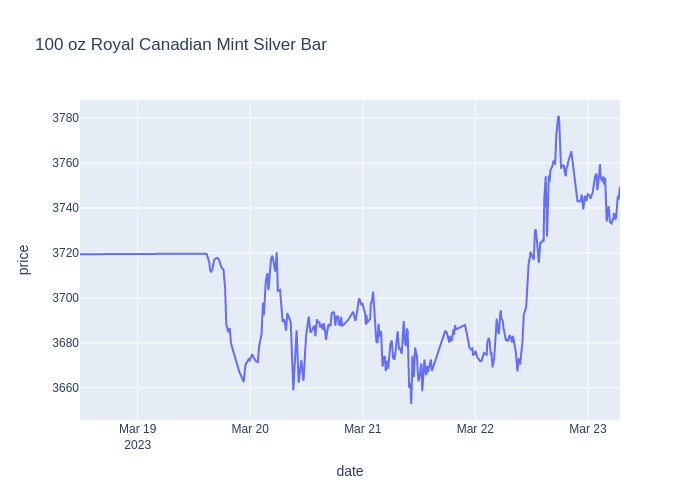 100 oz Royal Canadian Mint Silver Bar
price
3780
3760
3740
3720
3700
3680
3660
Mar 19
2023
Mar 20
Mar 21
Mar 22
Mar 23
date